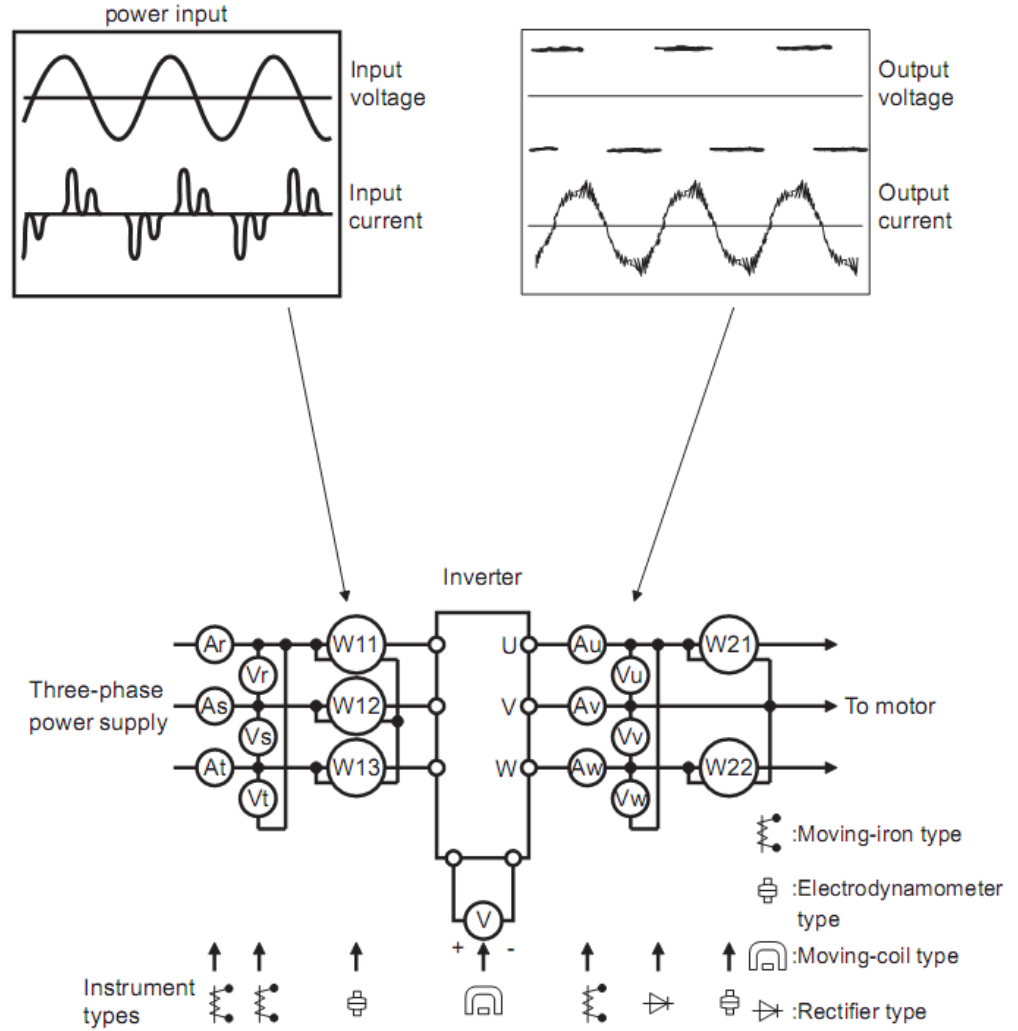 power input
Input
voltage
Input
current
Output
voltage
Output
current
Inverter
Three-phase
power supply
Ar
Vr
As
Vs
At
Vt
W11
W12
W13
U
V
W
Au
Vu
Av
Vv
Aw
Vw
W21
W22
To motor
V
+ -
:Moving-iron type
:Electrodynamometer
type
:Moving-coil type
:Rectifier type
Instrument
types